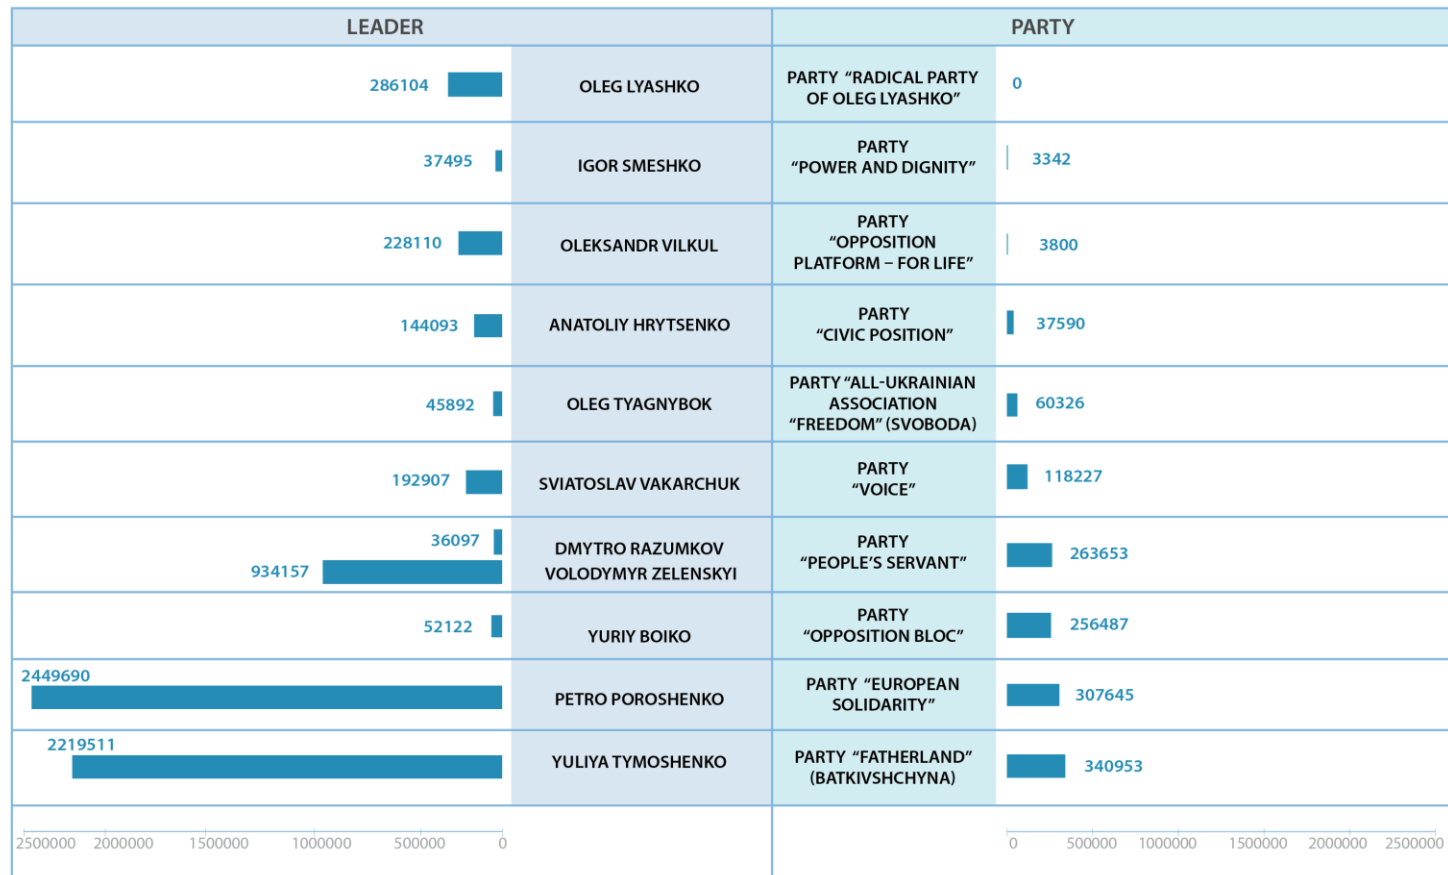 LEADER
PARTY
286104
OLEG LYASHKO
PARTY “RADICAL PARTY
OF OLEG LYASHKO”
0
37495
IGOR SMESHKO
PARTY
“POWER AND DIGNITY”
3342
228110
OLEKSANDR VILKUL
PARTY
“OPPOSITION
PLATFORM – FOR LIFE”
3800
144093
ANATOLIY HRYTSENKO
PARTY
“CIVIC POSITION”
37590
45892
OLEG TYAGNYBOK
PARTY “ALL-UKRAINIAN
ASSOCIATION
“FREEDOM” (SVOBODA)
60326
192907
SVIATOSLAV VAKARCHUK
PARTY
“VOICE”
118227
36097
DMYTRO RAZUMKOV
934157
VOLODYMYR ZELENSKYI
PARTY
“PEOPLE’S SERVANT”
263653
52122
YURIY BOIKO
PARTY
“OPPOSITION BLOC”
256487
2449690
PETRO POROSHENKO
PARTY “EUROPEAN
SOLIDARITY”
307645
2219511
YULIYA TYMOSHENKO
PARTY “FATHERLAND”
(BATKIVSHCHYNA)
340953
2500000 2000000 1500000 1000000 500000 0
0 500000 1000000 1500000 2000000 2500000